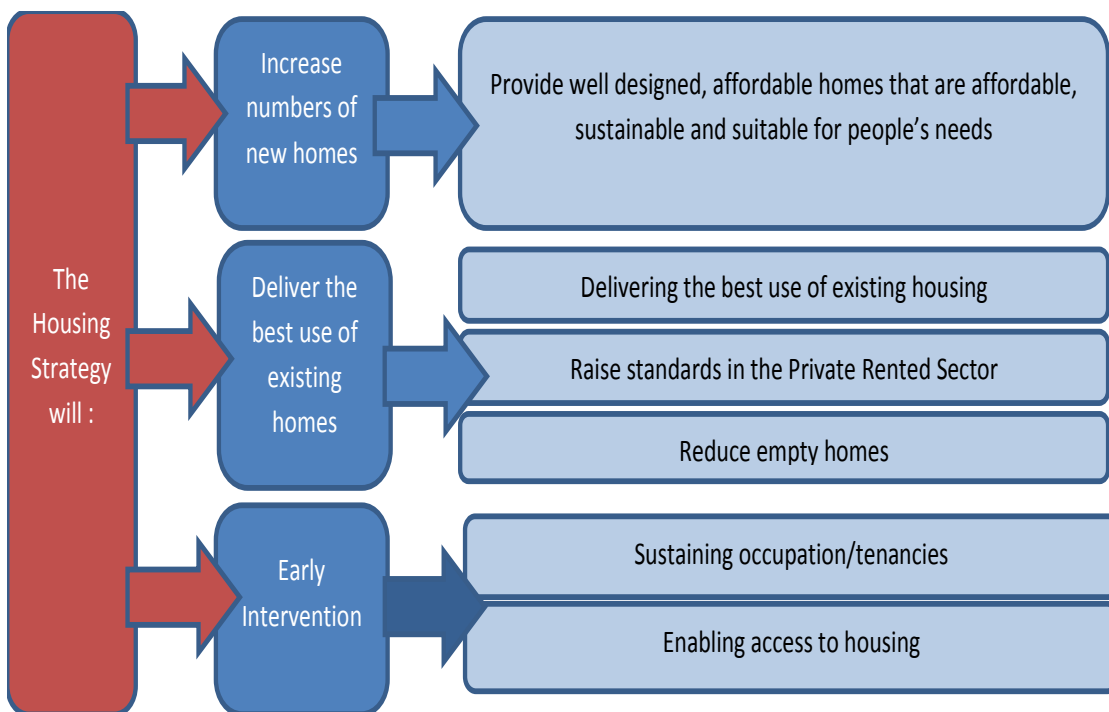 The
Housing
Strategy
will :
Increase
numbers of
new homes
Provide well designed, affordable homes that are affordable,
sustainable and suitable for people’s needs
Deliver the
best use of
existing
homes
Delivering the best use of existing housing
Raise standards in the Private Rented Sector
Reduce empty homes
Early
Intervention
Sustaining occupation/tenancies
Enabling access to housing